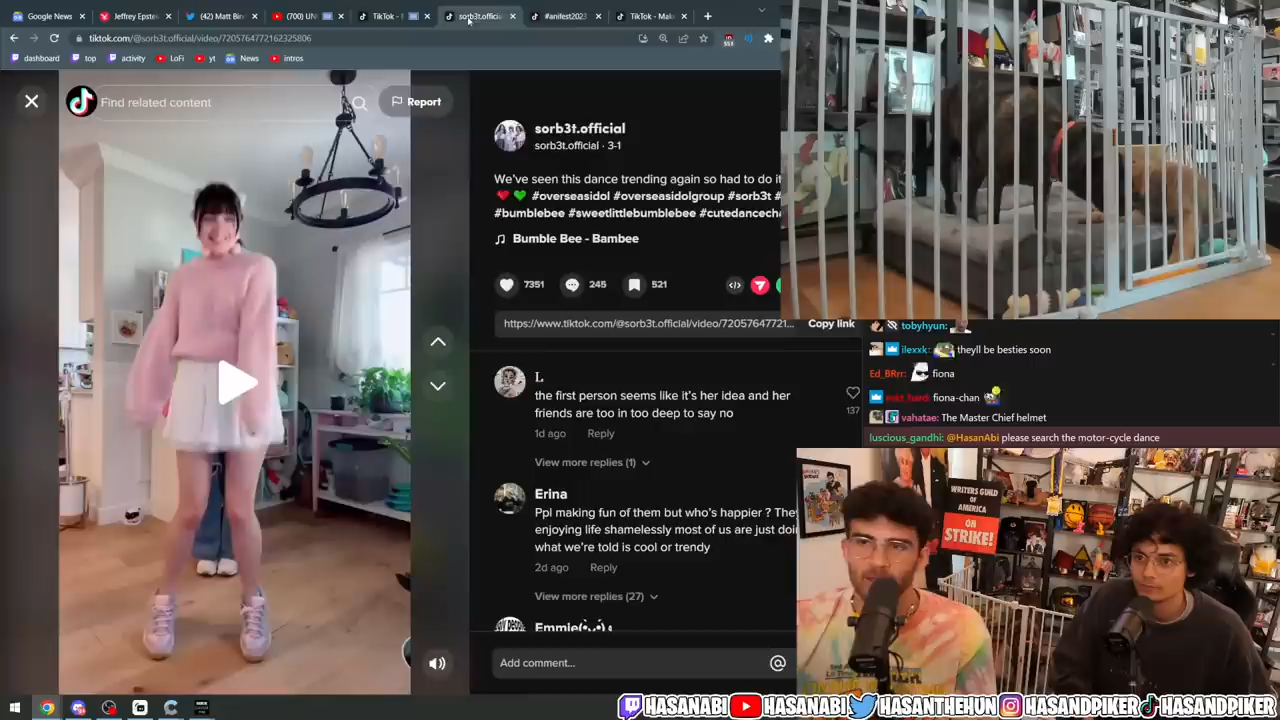 Google News
Jeffrey Epste
(42) Matt Bin
(700) UN
TikTok -
sorb3t.offici
#anifest2023
TikTok - Mak
tiktok.com/@sorb3t.official/video/7205764772162325806
553
dashboard
top
activity
LoFi
yt
News
intros
Find related content
Report
sorb3t.official
sorb3t.official · 3-1
We've seen this dance trending again so had to do it
❤️ 💚 #overseasidol #overseasidolgroup #sorb3t #
#bumblebee #sweetlittlebumblebee #cutedancech
Bumble Bee - Bambee
7351
245
521
https://www.tiktok.com/@sorb3t.official/video/72057647721...
Copy link
L
the first person seems like it's her idea and her
friends are too in too deep to say no
137
1d ago
Reply
View more replies (1)
Erina
Ppl making fun of them but who's happier ? They
enjoying life shamelessly most of us are just doi
what we're told is cool or trendy
2d ago
Reply
View more replies (27)
Emmie
Add comment...
tobyhyun:
ilexxk: theyll be besties soon
Ed_BRrr: fiona
fiona-chan
vahatae: The Master Chief helmet
luscious_gandhi: @HasanAbi please search the motor-cycle dance
WRITERS GUILD
OF
AMERICA
ON
STRIKE!
HASANABI
HASANABI
HASANTHEHUN
HASANDPIKER
HASANDPIKER